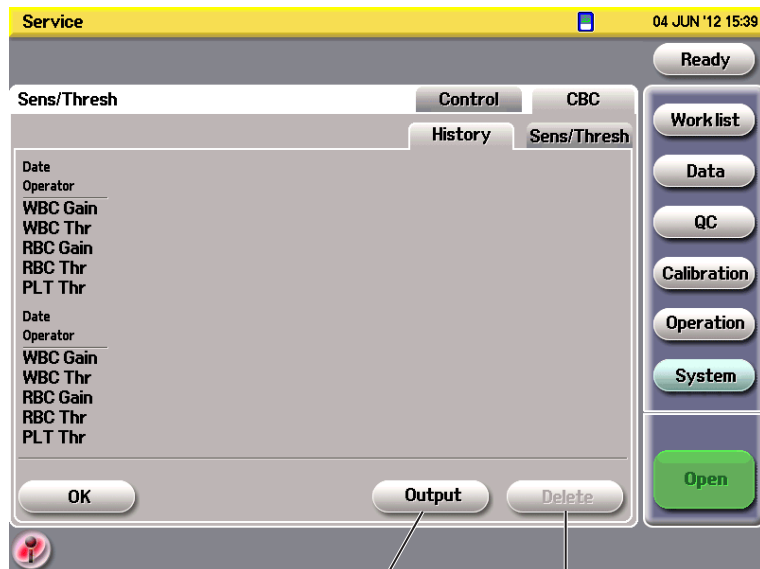 Service 04 JUN '12 15:39
Ready
Sens/Thresh Control CBC
History Sens/Thresh
Date
Operator
WBC Gain
WBC Thr
RBC Gain
RBC Thr
PLT Thr
Date
Operator
WBC Gain
WBC Thr
RBC Gain
RBC Thr
PLT Thr
OK Output Delete
Work list
Data
QC
Calibration
Operation
System
Open